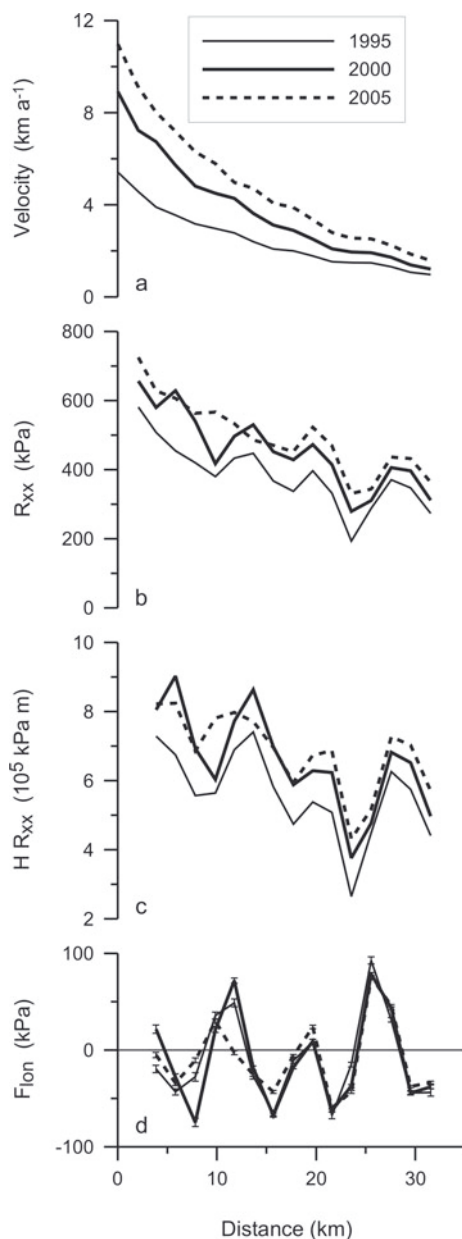 1995
2000
2005
12
8
4
0
Velocity (km a⁻¹)
a
800
600
400
200
0
Rₓₓ (kPa)
b
10
8
6
4
2
H Rₓₓ (10⁵ kPa m)
c
100
0
-100
Fₗₒₙ (kPa)
d
0 10 20 30
Distance (km)